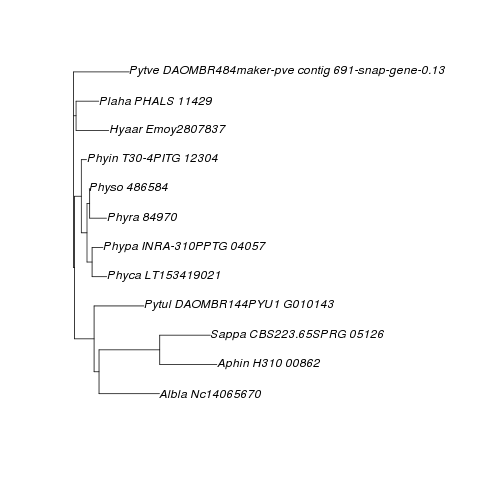 Pytve DAOMBR484maker-pve contig 691-snap-gene-0.13
Plaha PHALS 11429
Hyaar Emoy2807837
Phyin T30-4PITG 12304
Physo 486584
Phyra 84970
Phypa INRA-310PPTG 04057
Phyca LT153419021
Pytul DAOMBR144PYU1 G010143
Sappa CBS223.65SPRG 05126
Aphin H310 00862
Albla Nc14065670